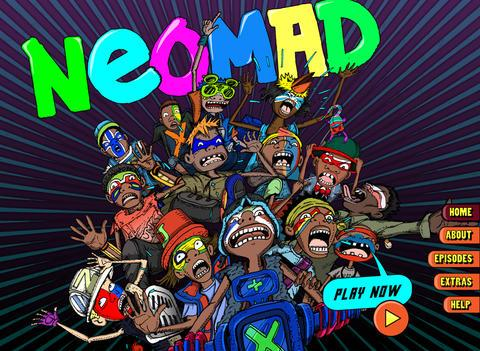 NEOMAD
HOME
ABOUT
EPISODES
EXTRAS
HELP
PLAY NOW